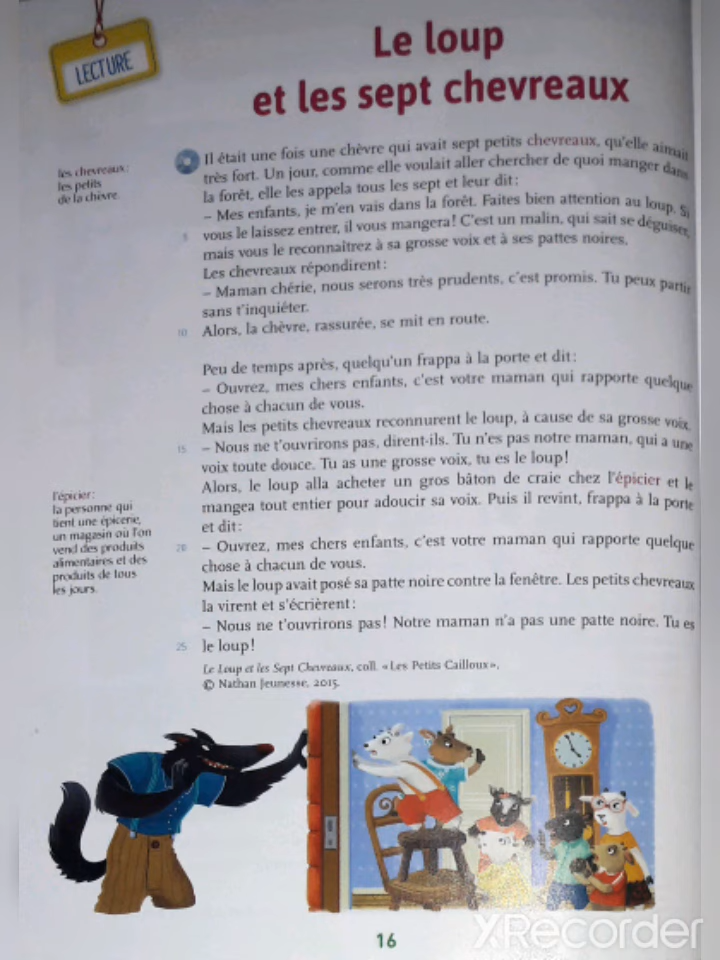 LECTURE
Le loup
et les sept chevreaux
les chevreaux :
les petits
de la chèvre.
Il était une fois une chèvre qui avait sept petits chevreaux, qu'elle aimait
très fort. Un jour, comme elle voulait aller chercher de quoi manger dans
la forêt, elle les appela tous les sept et leur dit :
– Mes enfants, je m'en vais dans la forêt. Faites bien attention au loup. Si
5 vous le laissez entrer, il vous mangera ! C'est un malin, qui sait se déguiser,
mais vous le reconnaîtrez à sa grosse voix et à ses pattes noires.
Les chevreaux répondirent :
– Maman chérie, nous serons très prudents, c'est promis. Tu peux partir
sans t'inquiéter.
10 Alors, la chèvre, rassurée, se mit en route.
Peu de temps après, quelqu'un frappa à la porte et dit :
– Ouvrez, mes chers enfants, c'est votre maman qui rapporte quelque
chose à chacun de vous.
Mais les petits chevreaux reconnurent le loup, à cause de sa grosse voix.
15 – Nous ne t'ouvrirons pas, dirent-ils. Tu n'es pas notre maman, qui a une
voix toute douce. Tu as une grosse voix, tu es le loup !
Alors, le loup alla acheter un gros bâton de craie chez l'épicier et le
mangea tout entier pour adoucir sa voix. Puis il revint, frappa à la porte
et dit :
20 – Ouvrez, mes chers enfants, c'est votre maman qui rapporte quelque
chose à chacun de vous.
Mais le loup avait posé sa patte noire contre la fenêtre. Les petits chevreaux
la virent et s'écrièrent :
– Nous ne t'ouvrirons pas ! Notre maman n'a pas une patte noire. Tu es
25 le loup !
l'épicier :
la personne qui
tient une épicerie,
un magasin où l'on
vend des produits
alimentaires et des
produits de tous
les jours.
Le Loup et les Sept Chevreaux, coll. « Les Petits Cailloux »,
© Nathan Jeunesse, 2015.
16
XRecorder